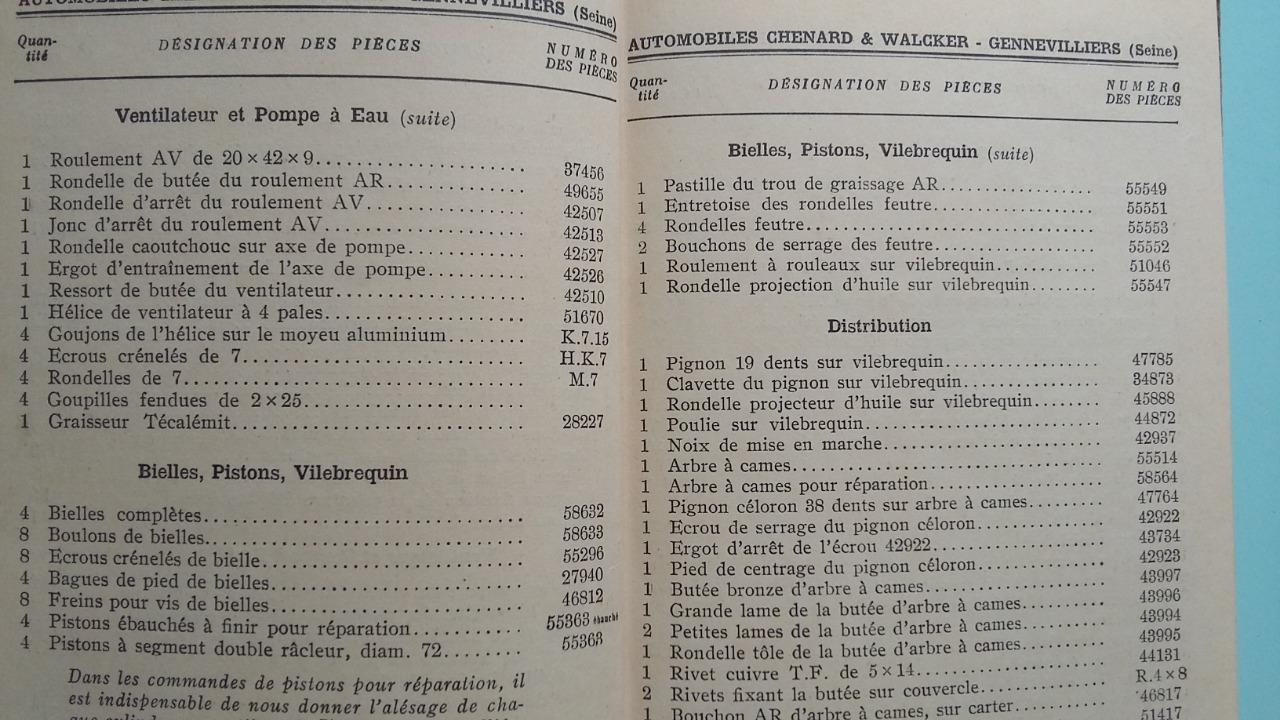 AUTOMOBILES GENNEVILLIERS (Seine)
Quan-
tité
DÉSIGNATION DES PIÈCES
NUMÉRO
DES PIÈCES
Ventilateur et Pompe à Eau (suite)
1 Roulement AV de 20×42×9........................ 37456
1 Rondelle de butée du roulement AR................ 49655
1 Rondelle d'arrêt du roulement AV.................. 42507
1 Jonc d'arrêt du roulement AV...................... 42513
1 Rondelle caoutchouc sur axe de pompe............. 42527
1 Ergot d'entraînement de l'axe de pompe........... 42526
1 Ressort de butée du ventilateur.................... 42510
1 Hélice de ventilateur à 4 pales..................... 51670
4 Goujons de l'hélice sur le moyeu aluminium........ K.7.15
4 Ecrous crénelés de 7.............................. H.K.7
4 Rondelles de 7.................................... M.7
4 Goupilles fendues de 2×25.........................
1 Graisseur Técalémit............................... 28227
Bielles, Pistons, Vilebrequin
4 Bielles complètes.................................. 58632
8 Boulons de bielles................................. 58633
8 Ecrous crénelés de bielle........................... 55296
4 Bagues de pied de bielles.......................... 27940
8 Freins pour vis de bielles.......................... 46812
4 Pistons ébauchés à finir pour réparation........... 55363 ébauché
4 Pistons à segment double râcleur, diam. 72........ 55363
Dans les commandes de pistons pour réparation, il
est indispensable de nous donner l'alésage de cha-
AUTOMOBILES CHENARD & WALCKER - GENNEVILLIERS (Seine)
Quan-
tité
DÉSIGNATION DES PIÈCES
NUMÉRO
DES PIÈCES
Bielles, Pistons, Vilebrequin (suite)
1 Pastille du trou de graissage AR.................. 55549
1 Entretoise des rondelles feutre.................... 55551
4 Rondelles feutre.................................. 55553
2 Bouchons de serrage des feutre.................... 55552
1 Roulement à rouleaux sur vilebrequin............. 51046
1 Rondelle projection d'huile sur vilebrequin........ 55547
Distribution
1 Pignon 19 dents sur vilebrequin................... 47785
1 Clavette du pignon sur vilebrequin................ 34873
1 Rondelle projecteur d'huile sur vilebrequin........ 45888
1 Poulie sur vilebrequin............................ 44872
1 Noix de mise en marche........................... 42937
1 Arbre à cames.................................... 55514
1 Arbre à cames pour réparation.................... 58564
1 Pignon céloron 38 dents sur arbre à cames......... 47764
1 Ecrou de serrage du pignon céloron............... 42922
1 Ergot d'arrêt de l'écrou 42922.................... 43734
1 Pied de centrage du pignon céloron............... 42923
1 Butée bronze d'arbre à cames..................... 43997
1 Grande lame de la butée d'arbre à cames.......... 43996
2 Petites lames de la butée d'arbre à cames.......... 43994
1 Rondelle tôle de la butée d'arbre à cames.......... 43995
1 Rivet cuivre T.F. de 5×14......................... 44131
2 Rivets fixant la butée sur couvercle............... R.4×8
1 Bouchon AR d'arbre à cames, sur carter.......... 46817
51417